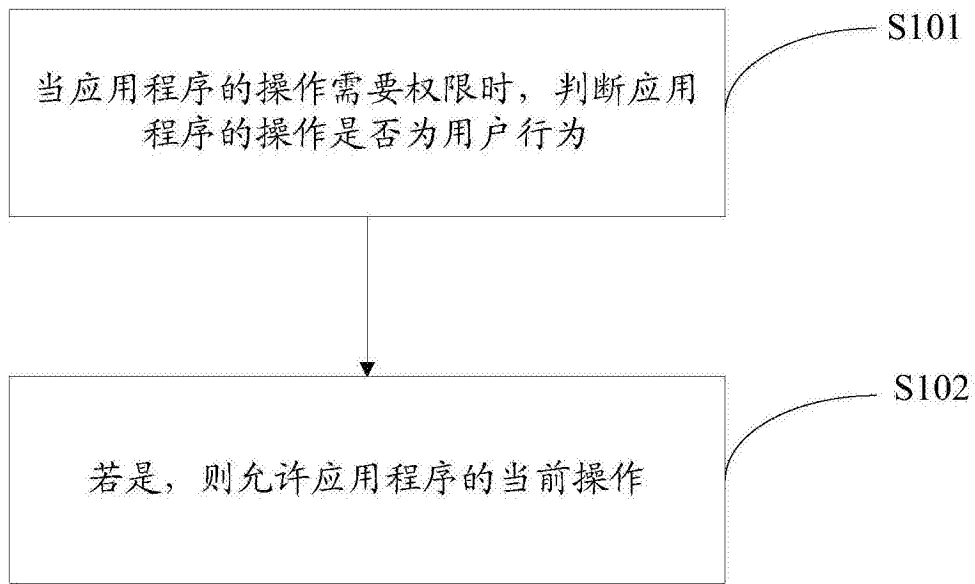 S101
当应用程序的操作需要权限时，判断应用
程序的操作是否为用户行为
S102
若是，则允许应用程序的当前操作